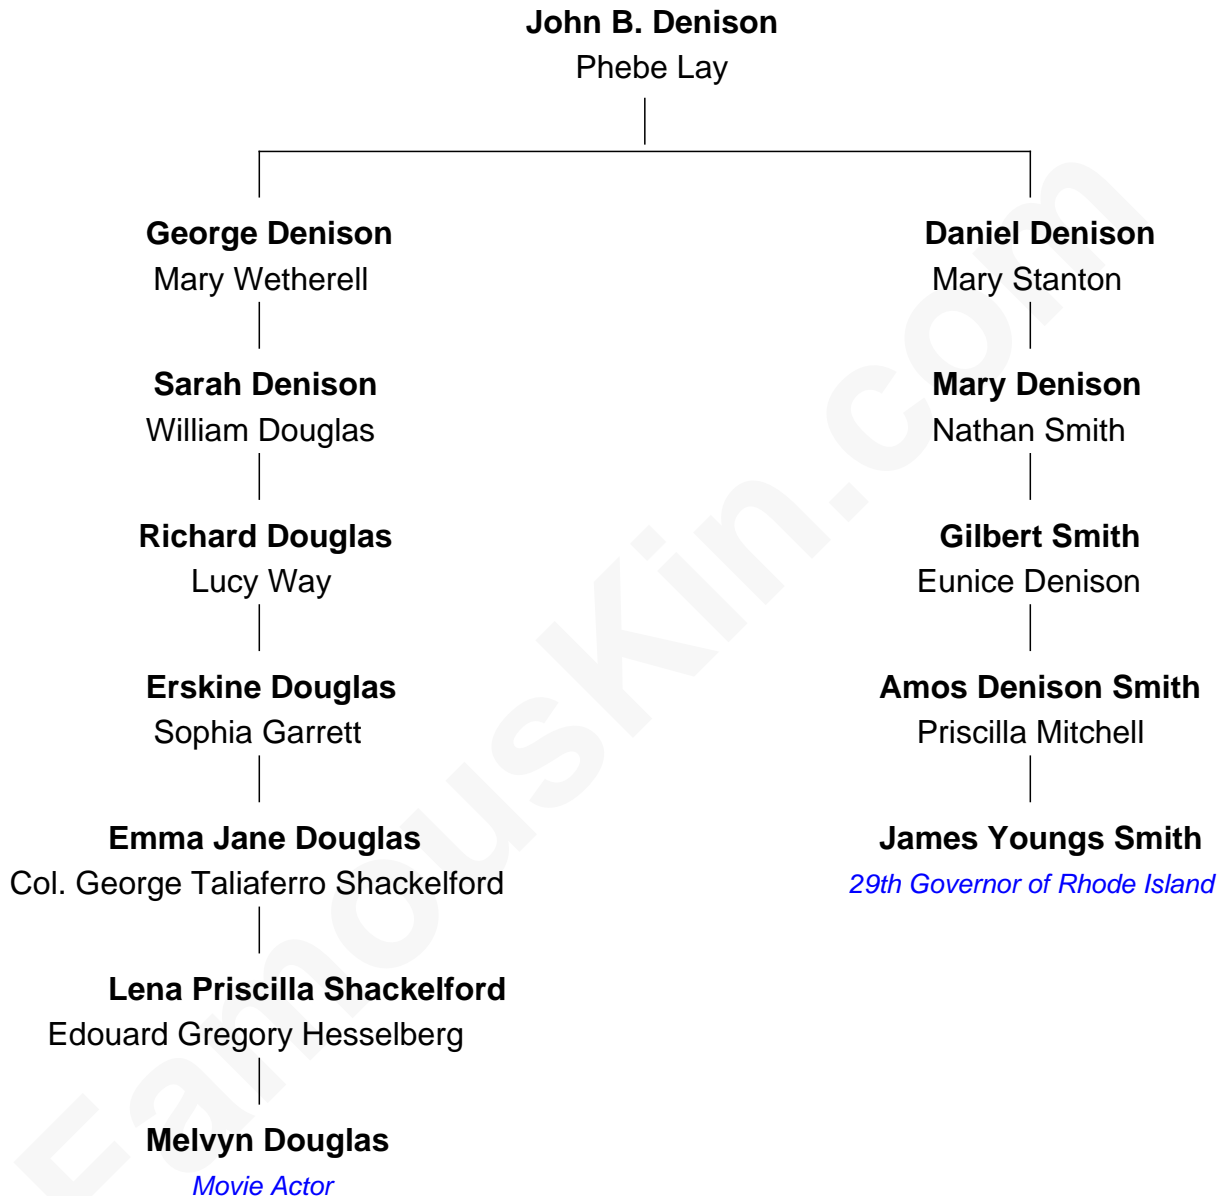 John B. Denison
Phebe Lay
George Denison
Mary Wetherell
Daniel Denison
Mary Stanton
Sarah Denison
William Douglas
Mary Denison
Nathan Smith
Richard Douglas
Lucy Way
Gilbert Smith
Eunice Denison
Erskine Douglas
Sophia Garrett
Amos Denison Smith
Priscilla Mitchell
Emma Jane Douglas
Col. George Taliaferro Shackelford
James Youngs Smith
29th Governor of Rhode Island
Lena Priscilla Shackelford
Edouard Gregory Hesselberg
Melvyn Douglas
Movie Actor
FamousKin.com